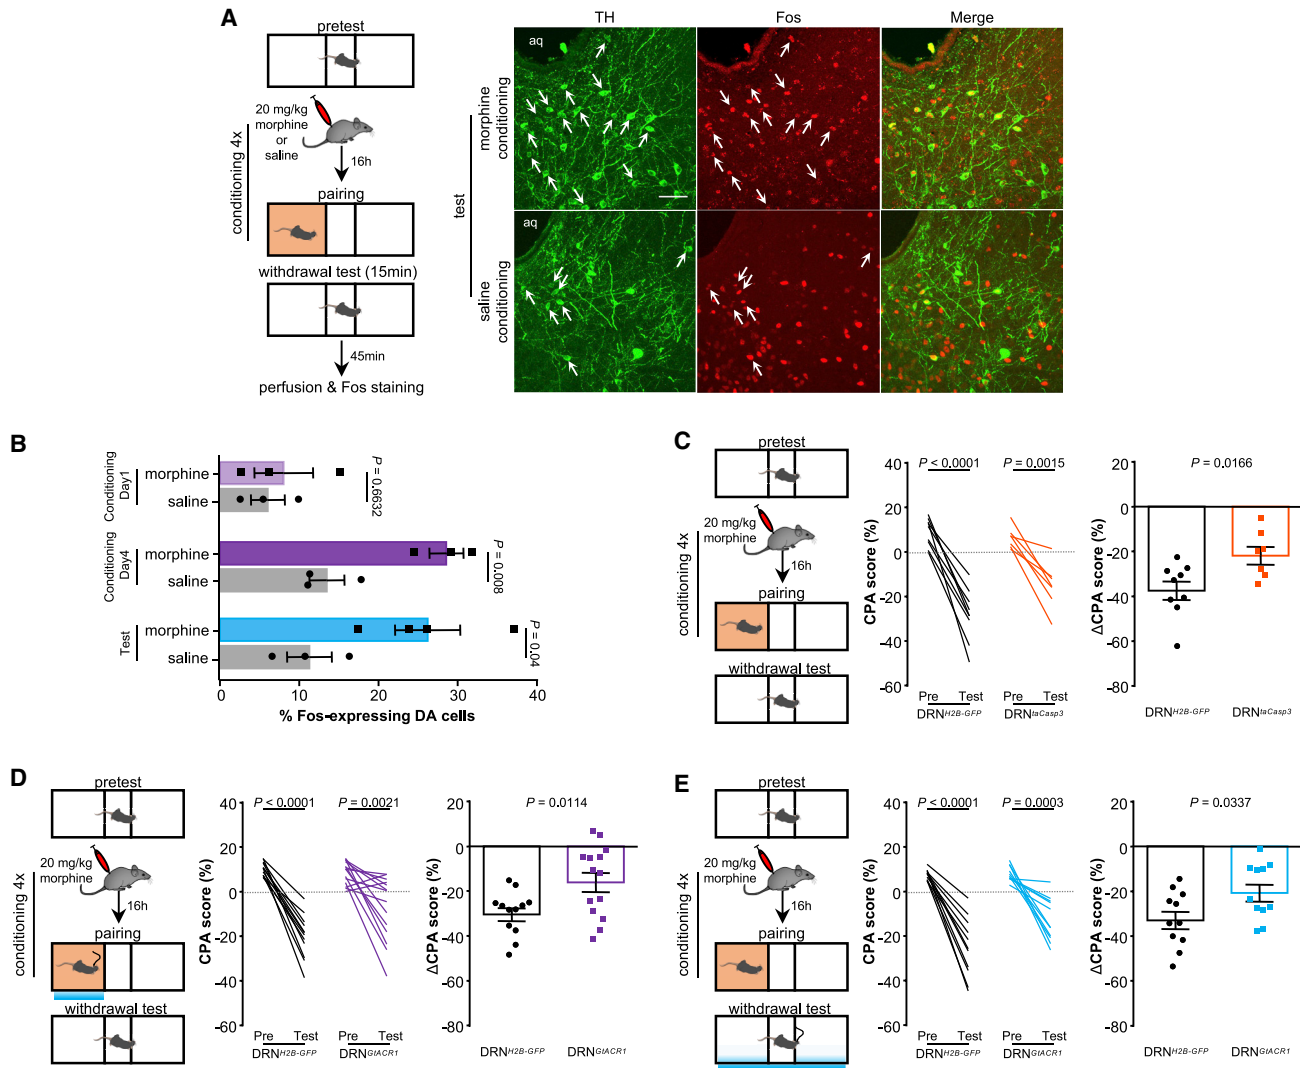 A
pretest
20 mg/kg
morphine
or
saline
16h
conditioning 4x
pairing
withdrawal test (15min)
45min
perfusion & Fos staining
TH
Fos
Merge
aq
aq
test
morphine
conditioning
saline
conditioning
B
Conditioning
Day1
morphine
saline
P = 0.6632
Conditioning
Day4
morphine
saline
P = 0.008
Test
morphine
saline
P = 0.04
0
10
20
30
40
% Fos-expressing DA cells
C
pretest
20 mg/kg
morphine
16h
conditioning 4x
pairing
withdrawal test
CPA score (%)
40
20
0
-20
-40
-60
P < 0.0001
P = 0.0015
Pre Test
Pre Test
DRN^H2B-GFP
DRN^taCasp3
ΔCPA score (%)
20
0
-20
-40
-60
-80
P = 0.0166
DRN^H2B-GFP
DRN^taCasp3
D
pretest
20 mg/kg
morphine
16h
conditioning 4x
pairing
withdrawal test
CPA score (%)
40
20
0
-20
-40
-60
P < 0.0001
P = 0.0021
Pre Test
Pre Test
DRN^H2B-GFP
DRN^GtACR1
ΔCPA score (%)
20
0
-20
-40
-60
-80
P = 0.0114
DRN^H2B-GFP
DRN^GtACR1
E
pretest
20 mg/kg
morphine
16h
conditioning 4x
pairing
withdrawal test
CPA score (%)
40
20
0
-20
-40
-60
P < 0.0001
P = 0.0003
Pre Test
Pre Test
DRN^H2B-GFP
DRN^GtACR1
ΔCPA score (%)
20
0
-20
-40
-60
-80
P = 0.0337
DRN^H2B-GFP
DRN^GtACR1